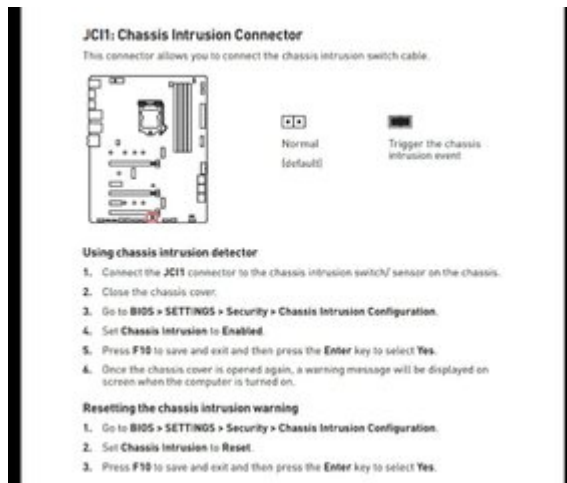 JCI1: Chassis Intrusion Connector
This connector allows you to connect the chassis intrusion switch cable.
Normal
(default)
Trigger the chassis
intrusion event
Using chassis intrusion detector
1. Connect the JCI1 connector to the chassis intrusion switch/ sensor on the chassis.
2. Close the chassis cover.
3. Go to BIOS > SETTINGS > Security > Chassis Intrusion Configuration.
4. Set Chassis Intrusion to Enabled.
5. Press F10 to save and exit and then press the Enter key to select Yes.
6. Once the chassis cover is opened again, a warning message will be displayed on
screen when the computer is turned on.
Resetting the chassis intrusion warning
1. Go to BIOS > SETTINGS > Security > Chassis Intrusion Configuration.
2. Set Chassis Intrusion to Reset.
3. Press F10 to save and exit and then press the Enter key to select Yes.